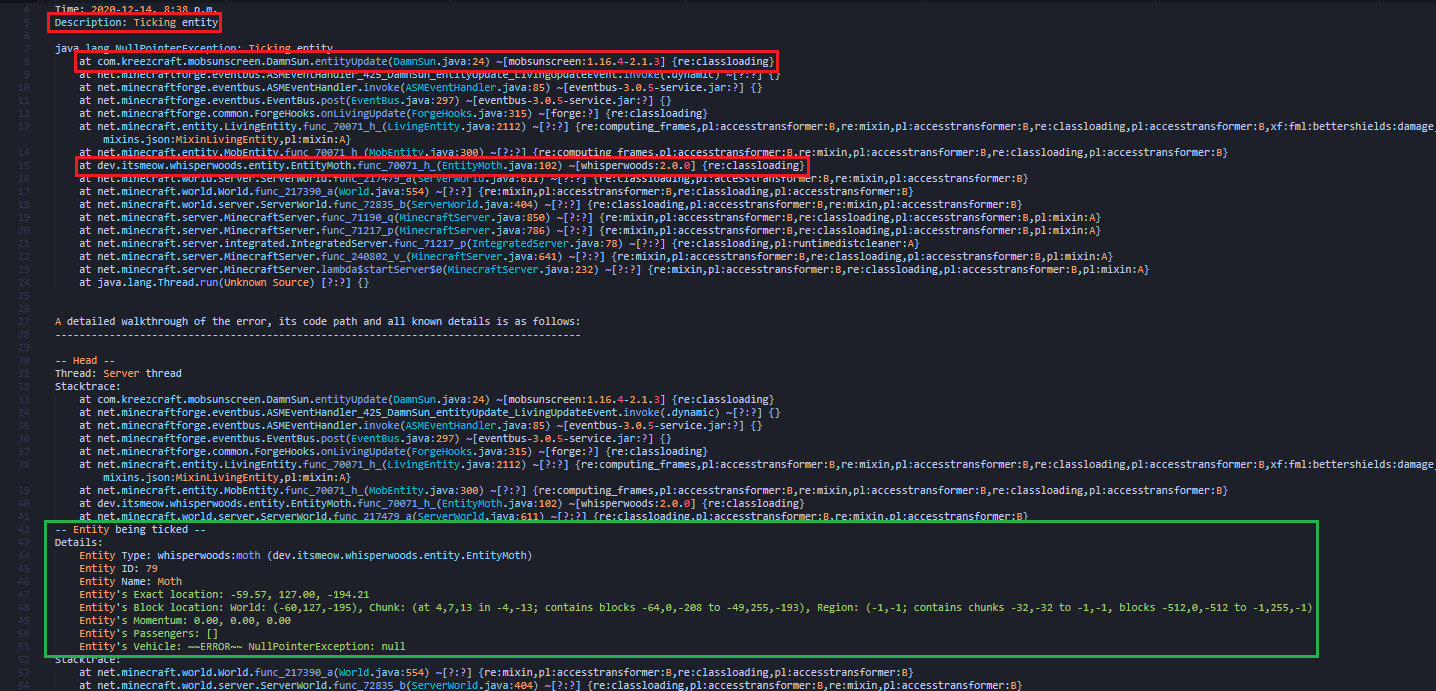 4 Time: 2020-12-14, 8:38 p.m.
5 Description: Ticking entity
6
7 java.lang.NullPointerException: Ticking entity
8 at com.kreezcraft.mobsunscreen.DamnSun.entityUpdate(DamnSun.java:24) ~[mobsunscreen:1.16.4-2.1.3] {re:classloading}
9 at net.minecraftforge.eventbus.ASMEventHandler_425_DamnSun_entityUpdate_LivingUpdateEvent.invoke(.dynamic) ~[?:?] {}
10 at net.minecraftforge.eventbus.ASMEventHandler.invoke(ASMEventHandler.java:85) ~[eventbus-3.0.5-service.jar:?] {}
11 at net.minecraftforge.eventbus.EventBus.post(EventBus.java:297) ~[eventbus-3.0.5-service.jar:?] {}
12 at net.minecraftforge.common.ForgeHooks.onLivingUpdate(ForgeHooks.java:315) ~[forge:?] {re:classloading}
13 at net.minecraft.entity.LivingEntity.func_70071_h_(LivingEntity.java:2112) ~[?:?] {re:computing_frames,pl:accesstransformer:B,re:mixin,pl:accesstransformer:B,re:classloading,pl:accesstransformer:B,xf:fml:bettershields:damage,
mixins.json:MixinLivingEntity,pl:mixin:A}
14 at net.minecraft.entity.MobEntity.func_70071_h_(MobEntity.java:300) ~[?:?] {re:computing_frames,pl:accesstransformer:B,re:mixin,pl:accesstransformer:B,re:classloading,pl:accesstransformer:B}
15 at dev.itsmeow.whisperwoods.entity.EntityMoth.func_70071_h_(EntityMoth.java:102) ~[whisperwoods:2.0.0] {re:classloading}
16 at net.minecraft.world.server.ServerWorld.func_217479_a(ServerWorld.java:611) ~[?:?] {re:classloading,pl:accesstransformer:B,re:mixin,pl:accesstransformer:B}
17 at net.minecraft.world.World.func_217390_a(World.java:554) ~[?:?] {re:mixin,pl:accesstransformer:B,re:classloading,pl:accesstransformer:B}
18 at net.minecraft.world.server.ServerWorld.func_72835_b(ServerWorld.java:404) ~[?:?] {re:classloading,pl:accesstransformer:B,re:mixin,pl:accesstransformer:B}
19 at net.minecraft.server.MinecraftServer.func_71190_q(MinecraftServer.java:850) ~[?:?] {re:mixin,pl:accesstransformer:B,re:classloading,pl:accesstransformer:B,pl:mixin:A}
20 at net.minecraft.server.MinecraftServer.func_71217_p(MinecraftServer.java:786) ~[?:?] {re:mixin,pl:accesstransformer:B,re:classloading,pl:accesstransformer:B,pl:mixin:A}
21 at net.minecraft.server.integrated.IntegratedServer.func_71217_p(IntegratedServer.java:78) ~[?:?] {re:classloading,pl:runtimedistcleaner:A}
22 at net.minecraft.server.MinecraftServer.func_240802_v_(MinecraftServer.java:641) ~[?:?] {re:mixin,pl:accesstransformer:B,re:classloading,pl:accesstransformer:B,pl:mixin:A}
23 at net.minecraft.server.MinecraftServer.lambda$startServer$0(MinecraftServer.java:232) ~[?:?] {re:mixin,pl:accesstransformer:B,re:classloading,pl:accesstransformer:B,pl:mixin:A}
24 at java.lang.Thread.run(Unknown Source) [?:?] {}
25
26
27 A detailed walkthrough of the error, its code path and all known details is as follows:
28 ---------------------------------------------------------------------------------------
29
30 -- Head --
31 Thread: Server thread
32 Stacktrace:
33 at com.kreezcraft.mobsunscreen.DamnSun.entityUpdate(DamnSun.java:24) ~[mobsunscreen:1.16.4-2.1.3] {re:classloading}
34 at net.minecraftforge.eventbus.ASMEventHandler_425_DamnSun_entityUpdate_LivingUpdateEvent.invoke(.dynamic) ~[?:?] {}
35 at net.minecraftforge.eventbus.ASMEventHandler.invoke(ASMEventHandler.java:85) ~[eventbus-3.0.5-service.jar:?] {}
36 at net.minecraftforge.eventbus.EventBus.post(EventBus.java:297) ~[eventbus-3.0.5-service.jar:?] {}
37 at net.minecraftforge.common.ForgeHooks.onLivingUpdate(ForgeHooks.java:315) ~[forge:?] {re:classloading}
38 at net.minecraft.entity.LivingEntity.func_70071_h_(LivingEntity.java:2112) ~[?:?] {re:computing_frames,pl:accesstransformer:B,re:mixin,pl:accesstransformer:B,re:classloading,pl:accesstransformer:B,xf:fml:bettershields:damage,
mixins.json:MixinLivingEntity,pl:mixin:A}
39 at net.minecraft.entity.MobEntity.func_70071_h_(MobEntity.java:300) ~[?:?] {re:computing_frames,pl:accesstransformer:B,re:mixin,pl:accesstransformer:B,re:classloading,pl:accesstransformer:B}
40 at dev.itsmeow.whisperwoods.entity.EntityMoth.func_70071_h_(EntityMoth.java:102) ~[whisperwoods:2.0.0] {re:classloading}
41 at net.minecraft.world.server.ServerWorld.func_217479_a(ServerWorld.java:611) ~[?:?] {re:classloading,pl:accesstransformer:B,re:mixin,pl:accesstransformer:B}
42 -- Entity being ticked --
43 Details:
44 Entity Type: whisperwoods:moth (dev.itsmeow.whisperwoods.entity.EntityMoth)
45 Entity ID: 79
46 Entity Name: Moth
47 Entity's Exact location: -59.57, 127.00, -194.21
48 Entity's Block location: World: (-60,127,-195), Chunk: (at 4,7,13 in -4,-13; contains blocks -64,0,-208 to -49,255,-193), Region: (-1,-1; contains chunks -32,-32 to -1,-1, blocks -512,0,-512 to -1,255,-1)
49 Entity's Momentum: 0.00, 0.00, 0.00
50 Entity's Passengers: []
51 Entity's Vehicle: ~~ERROR~~ NullPointerException: null
52 Stacktrace:
53 at net.minecraft.world.World.func_217390_a(World.java:554) ~[?:?] {re:mixin,pl:accesstransformer:B,re:classloading,pl:accesstransformer:B}
54 at net.minecraft.world.server.ServerWorld.func_72835_b(ServerWorld.java:404) ~[?:?] {re:classloading,pl:accesstransformer:B,re:mixin,pl:accesstransformer:B}